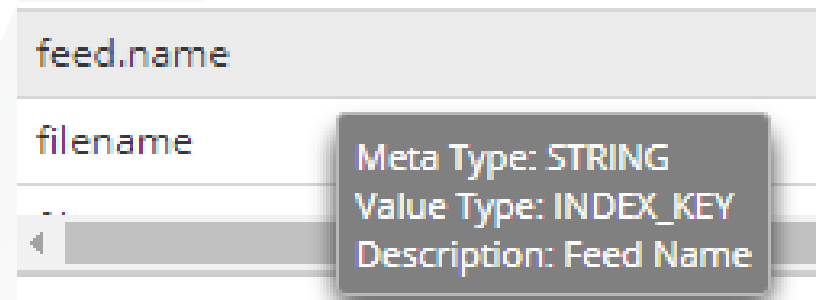 feed.name
filename
Meta Type: STRING
Value Type: INDEX_KEY
Description: Feed Name